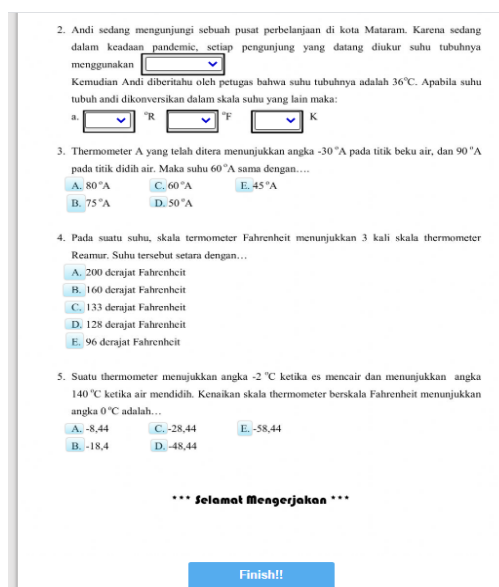 2. Andi sedang mengunjungi sebuah pusat perbelanjaan di kota Mataram. Karena sedang
dalam keadaan pandemic, setiap pengunjung yang datang diukur suhu tubuhnya
menggunakan
Kemudian Andi diberitahu oleh petugas bahwa suhu tubuhnya adalah 36°C. Apabila suhu
tubuh andi dikonversikan dalam skala suhu yang lain maka:
a. °R °F K
3. Thermometer A yang telah ditera menunjukkan angka -30 °A pada titik beku air, dan 90 °A
pada titik didih air. Maka suhu 60 °A sama dengan....
A. 80 °A C. 60 °A E. 45 °A
B. 75 °A D. 50 °A
4. Pada suatu suhu, skala termometer Fahrenheit menunjukkan 3 kali skala thermometer
Reamur. Suhu tersebut setara dengan…
A. 200 derajat Fahrenheit
B. 160 derajat Fahrenheit
C. 133 derajat Fahrenheit
D. 128 derajat Fahrenheit
E. 96 derajat Fahrenheit
5. Suatu thermometer menujukkan angka -2 °C ketika es mencair dan menunjukkan angka
140 °C ketika air mendidih. Kenaikan skala thermometer berskala Fahrenheit menunjukkan
angka 0 °C adalah…
A. -8,44 C. -28,44 E. -58,44
B. -18,4 D. -48,44
*** Selamat Mengerjakan ***
Finish!!